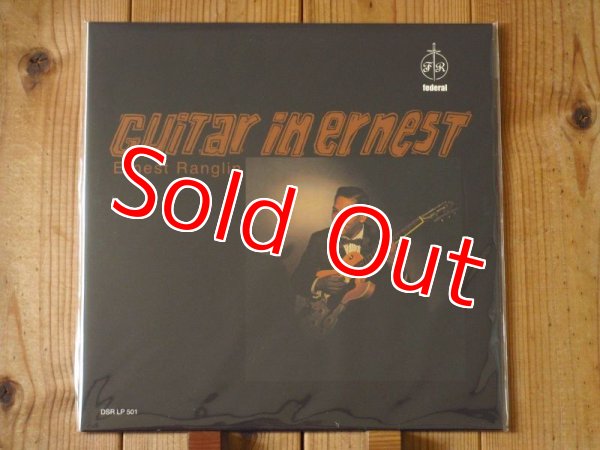 FR
federal
Guitar in ernest
Ernest Ranglin
Sold Out
DSR LP 501